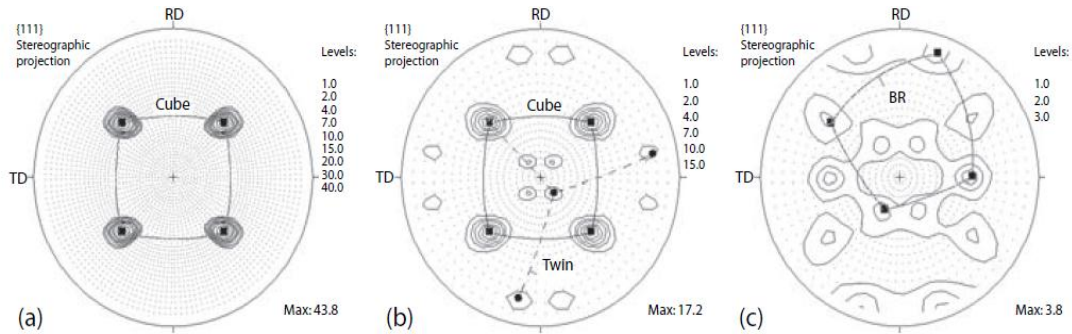 RD
{111}
Stereographic
projection
Levels:
1.0
2.0
4.0
7.0
10.0
15.0
20.0
30.0
40.0
Cube
TD
(a)
Max: 43.8
RD
{111}
Stereographic
projection
Levels:
1.0
2.0
4.0
7.0
10.0
15.0
Cube
TD
Twin
(b)
Max: 17.2
RD
{111}
Stereographic
projection
Levels:
1.0
2.0
3.0
BR
TD
(c)
Max: 3.8